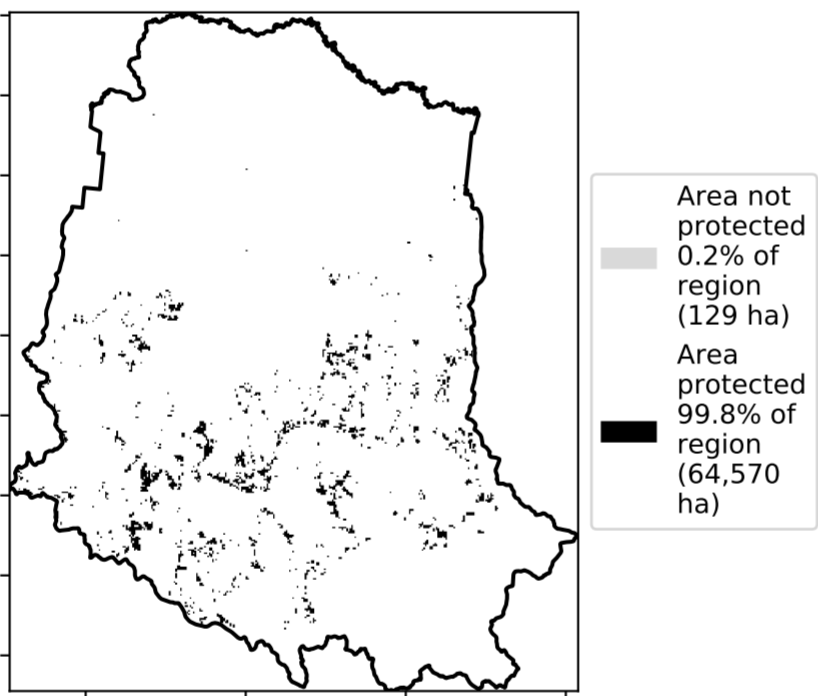 Area not
protected
0.2% of
region
(129 ha)
Area
protected
99.8% of
region
(64,570
ha)